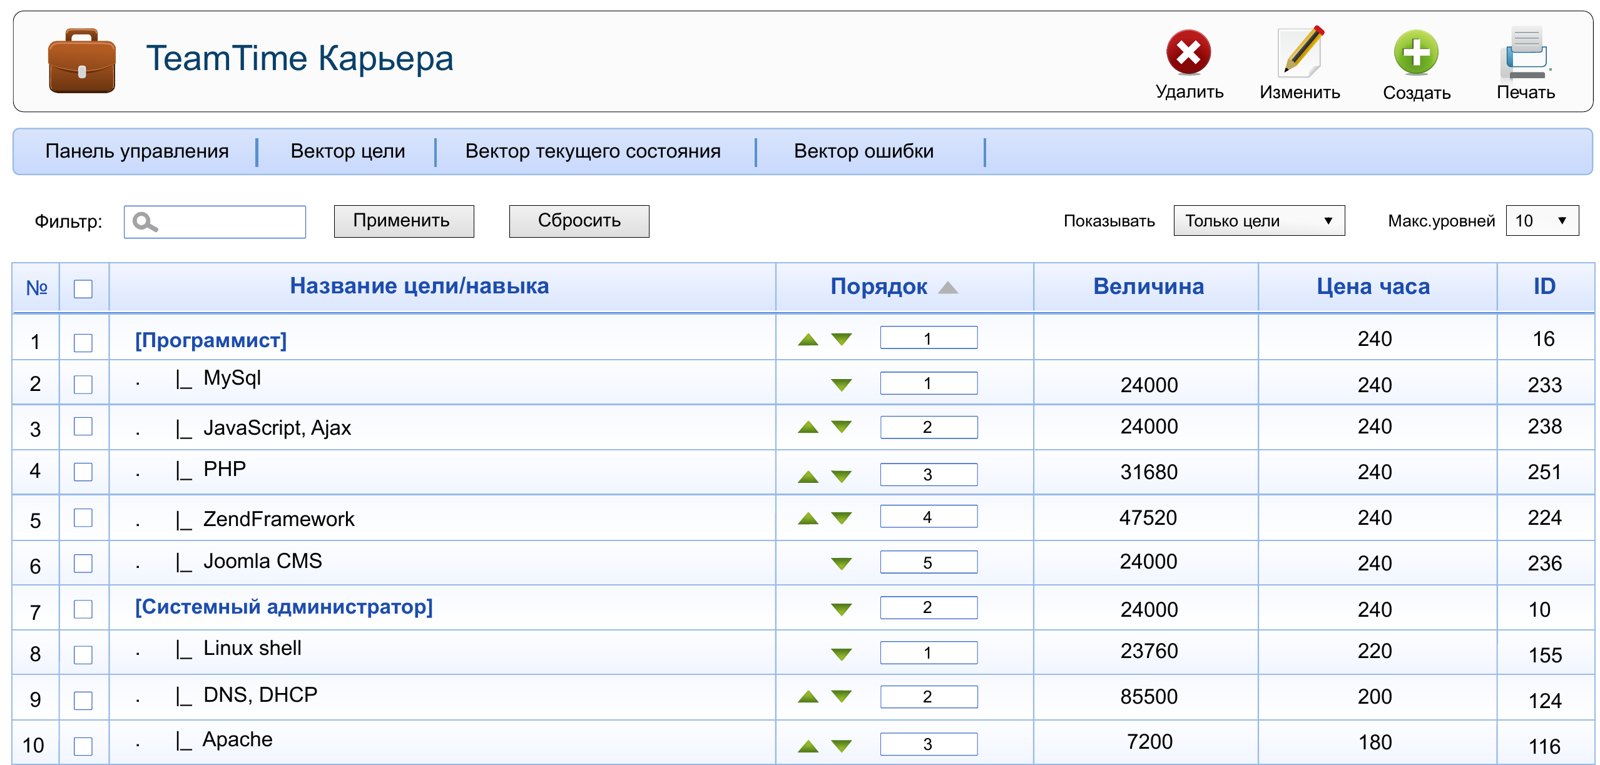 TeamTime Карьера
Удалить Изменить Создать Печать
Панель управления Вектор цели Вектор текущего состояния Вектор ошибки
Фильтр: Применить Сбросить Показывать Только цели Макс.уровней 10
№ Название цели/навыка Порядок Величина Цена часа ID
1 [Программист] 1 240 16
2 . |_ MySql 1 24000 240 233
3 . |_ JavaScript, Ajax 2 24000 240 238
4 . |_ PHP 3 31680 240 251
5 . |_ ZendFramework 4 47520 240 224
6 . |_ Joomla CMS 5 24000 240 236
7 [Системный администратор] 2 24000 240 10
8 . |_ Linux shell 1 23760 220 155
9 . |_ DNS, DHCP 2 85500 200 124
10 . |_ Apache 3 7200 180 116